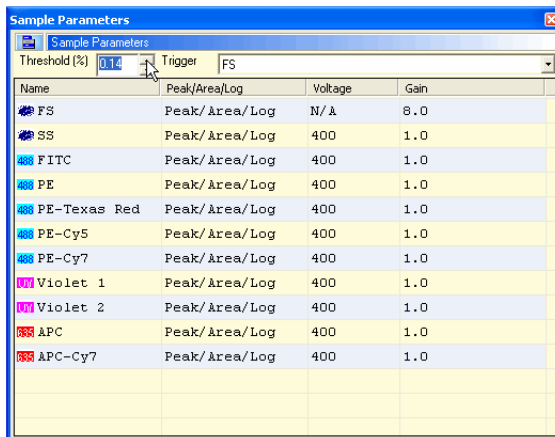 Sample Parameters
Sample Parameters
Threshold (%) 0.14 Trigger FS
Name Peak/Area/Log Voltage Gain
FS Peak/Area/Log N/A 8.0
SS Peak/Area/Log 400 1.0
488 FITC Peak/Area/Log 400 1.0
488 PE Peak/Area/Log 400 1.0
488 PE-Texas Red Peak/Area/Log 400 1.0
488 PE-Cy5 Peak/Area/Log 400 1.0
488 PE-Cy7 Peak/Area/Log 400 1.0
UV Violet 1 Peak/Area/Log 400 1.0
UV Violet 2 Peak/Area/Log 400 1.0
635 APC Peak/Area/Log 400 1.0
635 APC-Cy7 Peak/Area/Log 400 1.0